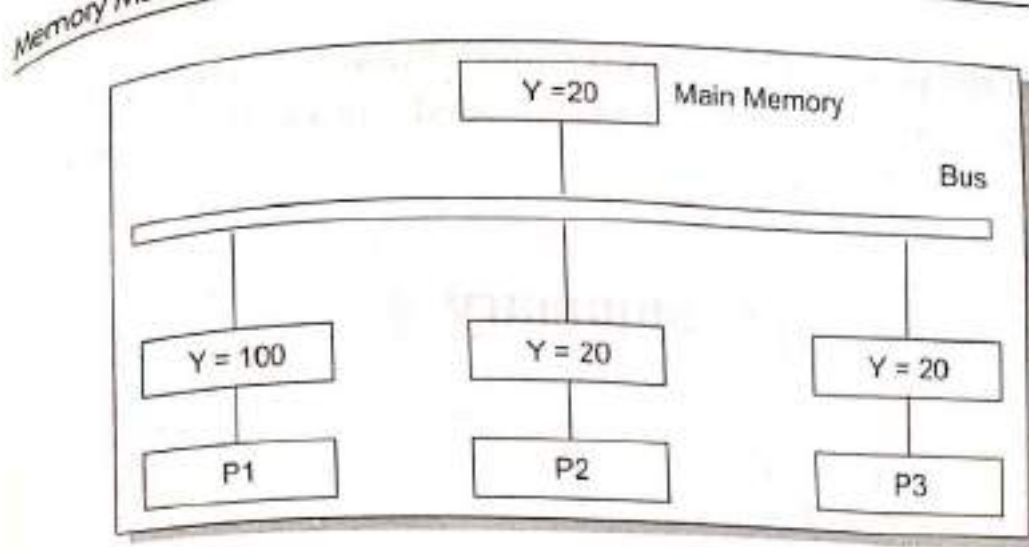 Memory
Y =20
Main Memory
Bus
Y = 100
Y = 20
Y = 20
P1
P2
P3